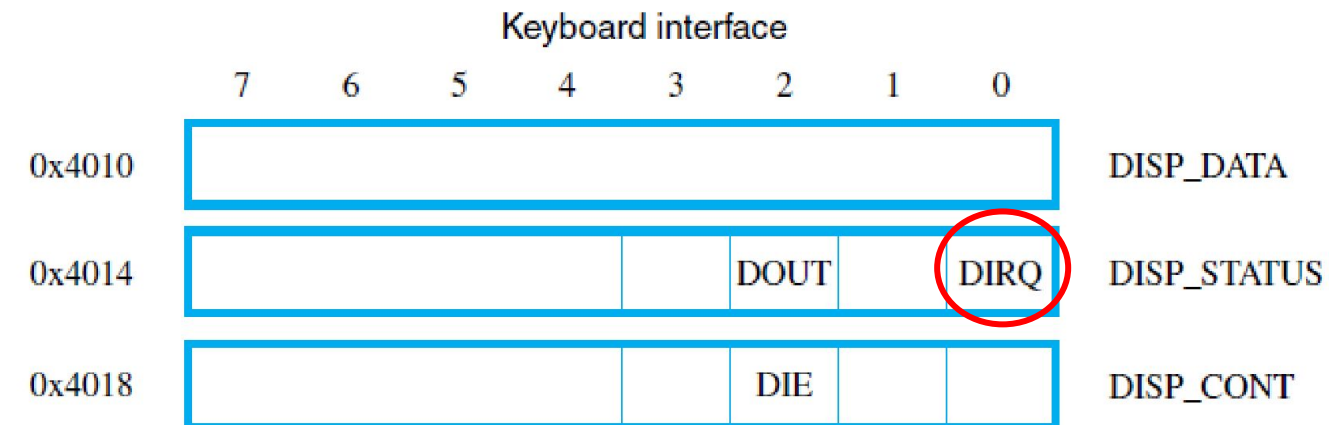 Keyboard interface
7 6 5 4 3 2 1 0
0x4010 DISP_DATA
0x4014 DOUT DIRQ DISP_STATUS
0x4018 DIE DISP_CONT